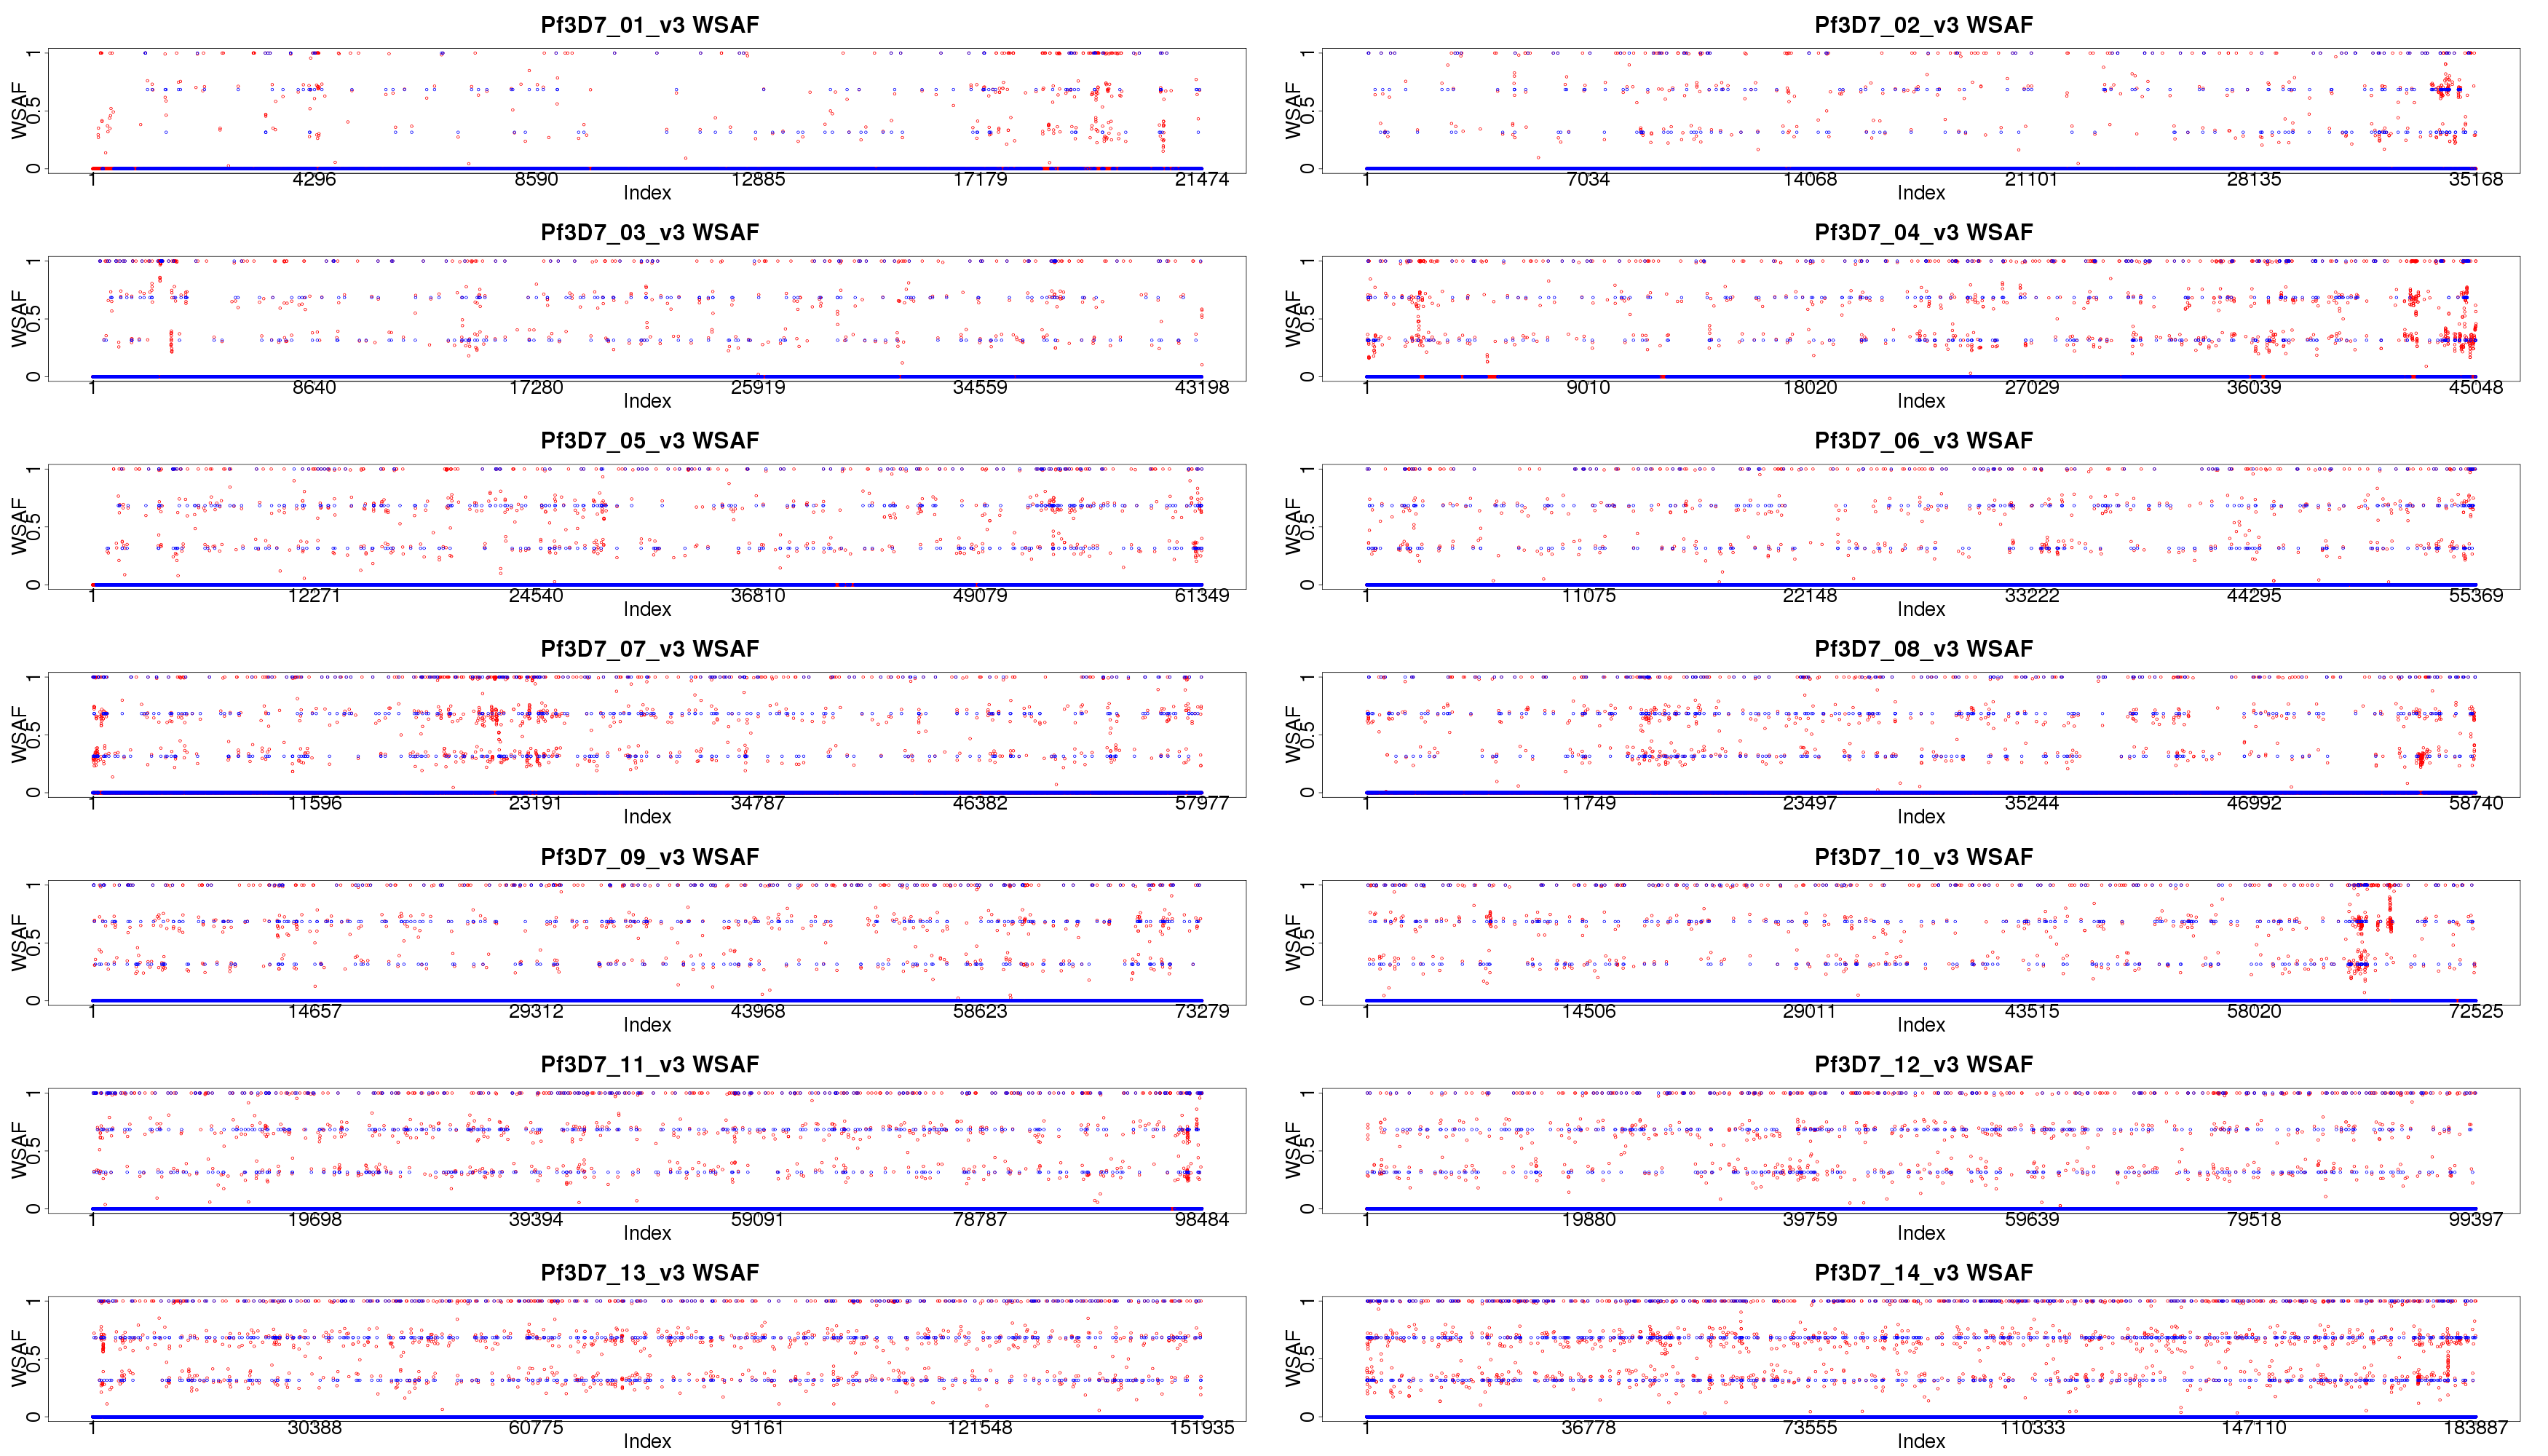 Pf3D7_01_v3 WSAF
WSAF
0 0.5 1
1 4296 8590 12885 17179 21474
Index
Pf3D7_02_v3 WSAF
WSAF
0 0.5 1
1 7034 14068 21101 28135 35168
Index
Pf3D7_03_v3 WSAF
WSAF
0 0.5 1
1 8640 17280 25919 34559 43198
Index
Pf3D7_04_v3 WSAF
WSAF
0 0.5 1
1 9010 18020 27029 36039 45048
Index
Pf3D7_05_v3 WSAF
WSAF
0 0.5 1
1 12271 24540 36810 49079 61349
Index
Pf3D7_06_v3 WSAF
WSAF
0 0.5 1
1 11075 22148 33222 44295 55369
Index
Pf3D7_07_v3 WSAF
WSAF
0 0.5 1
1 11596 23191 34787 46382 57977
Index
Pf3D7_08_v3 WSAF
WSAF
0 0.5 1
1 11749 23497 35244 46992 58740
Index
Pf3D7_09_v3 WSAF
WSAF
0 0.5 1
1 14657 29312 43968 58623 73279
Index
Pf3D7_10_v3 WSAF
WSAF
0 0.5 1
1 14506 29011 43515 58020 72525
Index
Pf3D7_11_v3 WSAF
WSAF
0 0.5 1
1 19698 39394 59091 78787 98484
Index
Pf3D7_12_v3 WSAF
WSAF
0 0.5 1
1 19880 39759 59639 79518 99397
Index
Pf3D7_13_v3 WSAF
WSAF
0 0.5 1
1 30388 60775 91161 121548 151935
Index
Pf3D7_14_v3 WSAF
WSAF
0 0.5 1
1 36778 73555 110333 147110 183887
Index